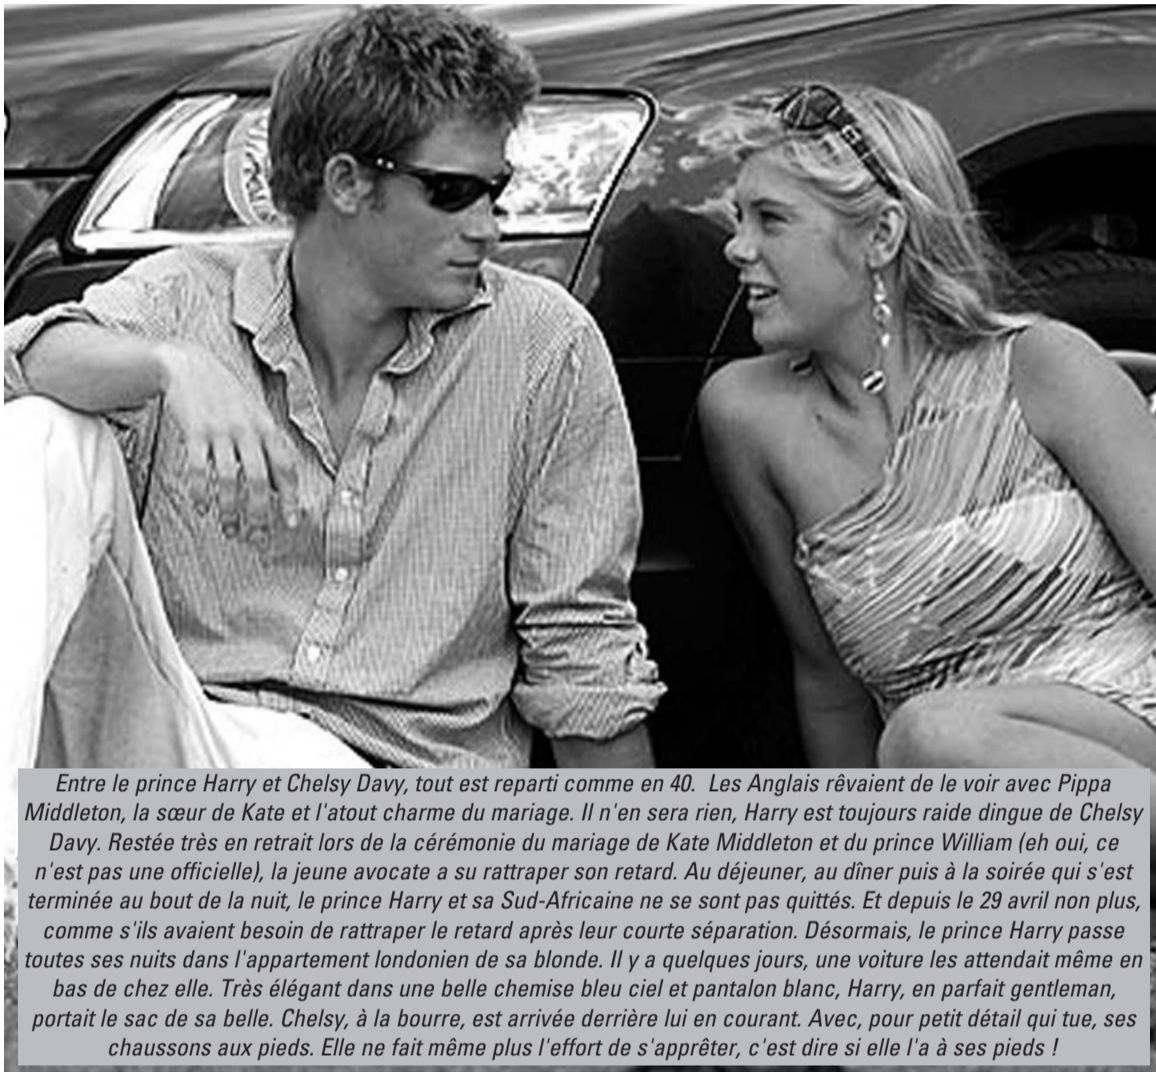 Entre le prince Harry et Chelsy Davy, tout est reparti comme en 40. Les Anglais rêvaient de le voir avec Pippa
Middleton, la sœur de Kate et l'atout charme du mariage. Il n'en sera rien, Harry est toujours raide dingue de Chelsy
Davy. Restée très en retrait lors de la cérémonie du mariage de Kate Middleton et du prince William (eh oui, ce
n'est pas une officielle), la jeune avocate a su rattraper son retard. Au déjeuner, au dîner puis à la soirée qui s'est
terminée au bout de la nuit, le prince Harry et sa Sud-Africaine ne se sont pas quittés. Et depuis le 29 avril non plus,
comme s'ils avaient besoin de rattraper le retard après leur courte séparation. Désormais, le prince Harry passe
toutes ses nuits dans l'appartement londonien de sa blonde. Il y a quelques jours, une voiture les attendait même en
bas de chez elle. Très élégant dans une belle chemise bleu ciel et pantalon blanc, Harry, en parfait gentleman,
portait le sac de sa belle. Chelsy, à la bourre, est arrivée derrière lui en courant. Avec, pour petit détail qui tue, ses
chaussons aux pieds. Elle ne fait même plus l'effort de s'apprêter, c'est dire si elle l'a à ses pieds !